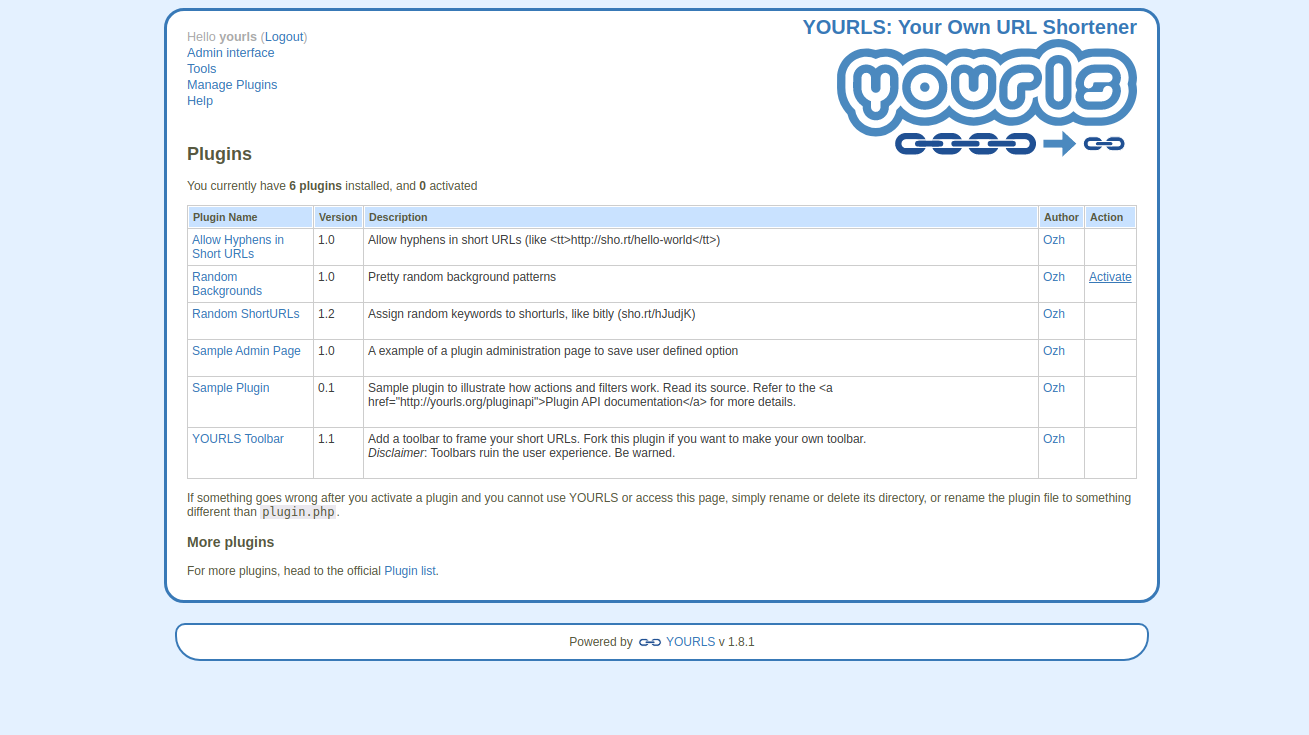 Hello yourls (Logout)
Admin interface
Tools
Manage Plugins
Help
YOURLS: Your Own URL Shortener
yourls
Plugins
You currently have 6 plugins installed, and 0 activated
Plugin Name Version Description Author Action
Allow Hyphens in 1.0 Allow hyphens in short URLs (like <tt>http://sho.rt/hello-world</tt>) Ozh
Short URLs
Random 1.0 Pretty random background patterns Ozh Activate
Backgrounds
Random ShortURLs 1.2 Assign random keywords to shorturls, like bitly (sho.rt/hJudjK) Ozh
Sample Admin Page 1.0 A example of a plugin administration page to save user defined option Ozh
Sample Plugin 0.1 Sample plugin to illustrate how actions and filters work. Read its source. Refer to the <a Ozh
href="http://yourls.org/pluginapi">Plugin API documentation</a> for more details.
YOURLS Toolbar 1.1 Add a toolbar to frame your short URLs. Fork this plugin if you want to make your own toolbar. Ozh
Disclaimer: Toolbars ruin the user experience. Be warned.
If something goes wrong after you activate a plugin and you cannot use YOURLS or access this page, simply rename or delete its directory, or rename the plugin file to something
different than plugin.php.
More plugins
For more plugins, head to the official Plugin list.
Powered by YOURLS v 1.8.1